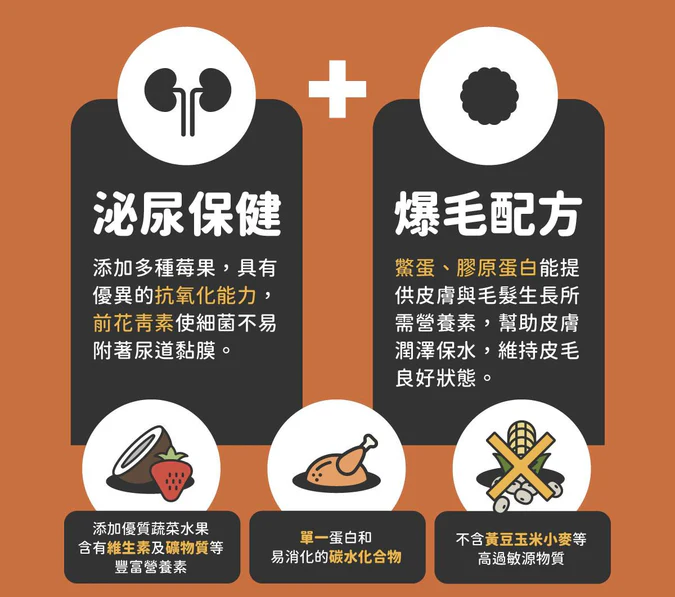 泌尿保健
添加多種莓果，具有
優異的抗氧化能力，
前花靑素使細菌不易
附著尿道黏膜。
爆毛配方
鱉蛋、膠原蛋白能提
供皮膚與毛髮生長所
需營養素，幫助皮膚
潤澤保水，維持皮毛
良好狀態。
添加優質蔬菜水果
含有維生素及礦物質等
豐富營養素
單一蛋白和
易消化的碳水化合物
不含黃豆玉米小麥等
高過敏源物質